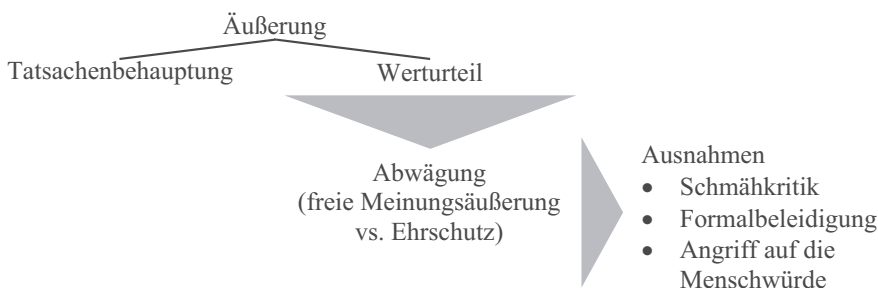 Äußerung
Tatsachenbehauptung Werturteil
Abwägung
(freie Meinungsäußerung
vs. Ehrschutz)
Ausnahmen
• Schmähkritik
• Formalbeleidigung
• Angriff auf die
Menschwürde